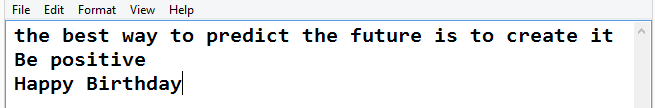 File Edit Format View Help
the best way to predict the future is to create it
Be positive
Happy Birthday